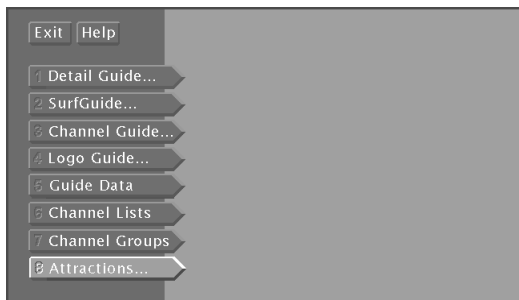 Exit Help
1 Detail Guide...
2 SurfGuide...
3 Channel Guide...
4 Logo Guide...
5 Guide Data
6 Channel Lists
7 Channel Groups
8 Attractions...